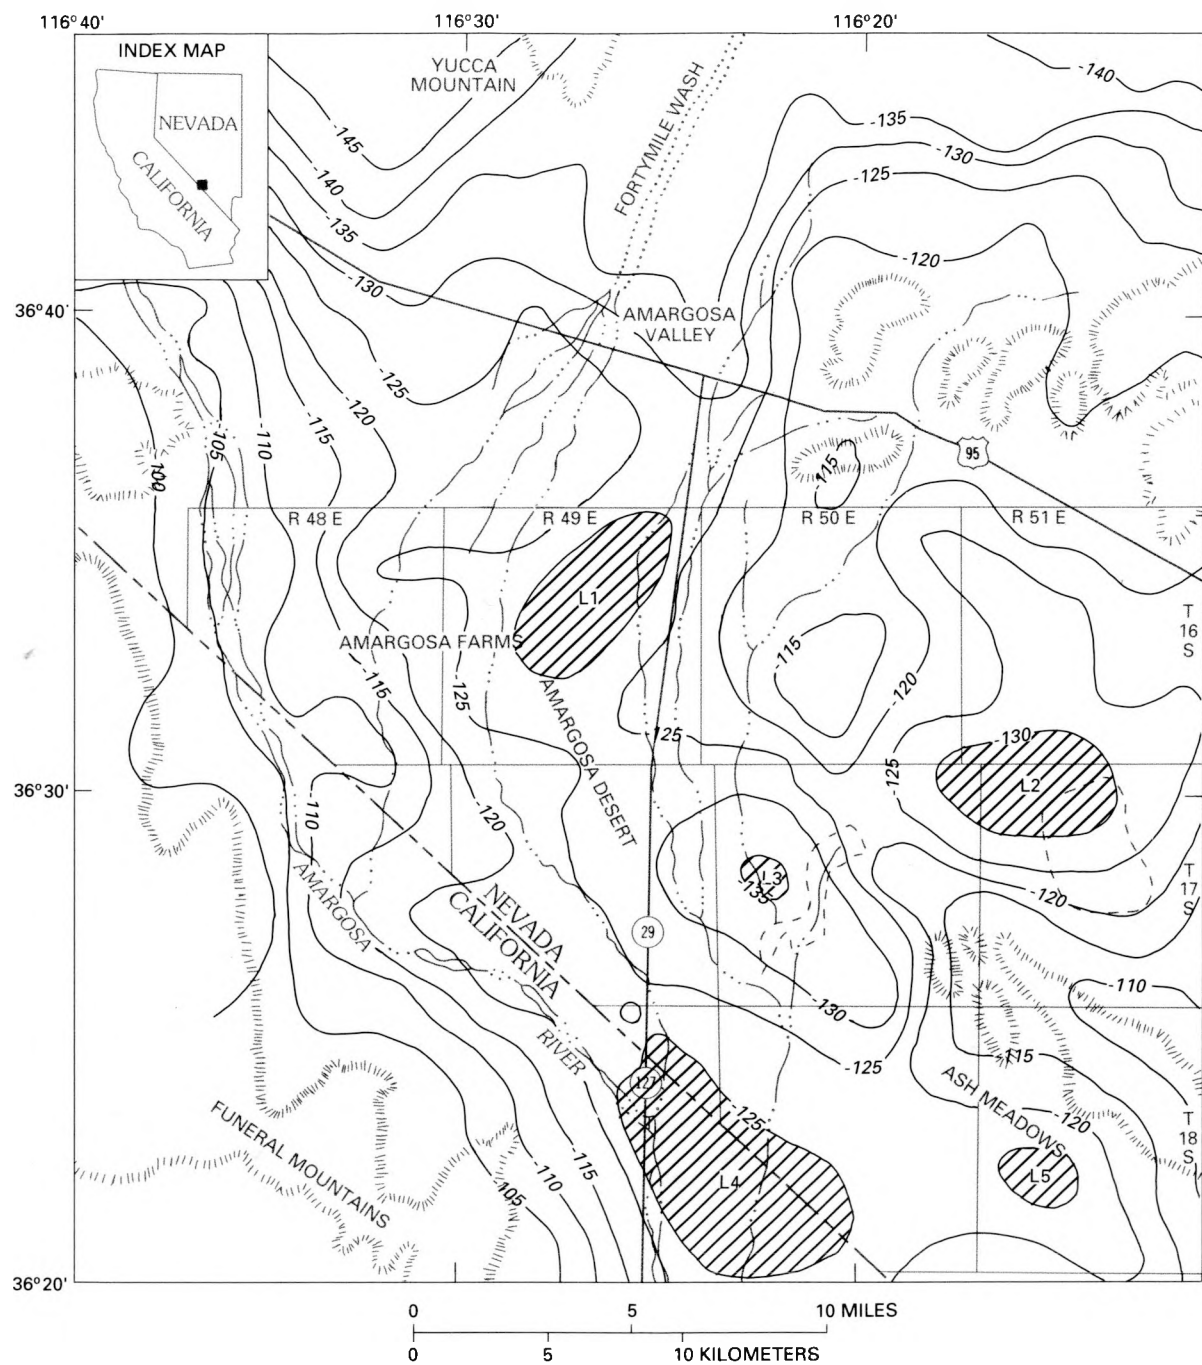 116°40'
116°30'
116°20'
INDEX MAP
NEVADA
CALIFORNIA
YUCCA
MOUNTAIN
FORTYMILE WASH
-140
-145
-135
-130
-140
-125
-135
-120
-130
36°40'
AMARGOSA
VALLEY
-125
-120
-115
-110
-105
100
95
-115
R 48 E
R 49 E
R 50 E
R 51 E
L1
T
16
S
AMARGOSA FARMS
-115
-115
-125
-120
AMARGOSA DESERT
-125
-130
-125
L2
36°30'
-110
-120
L3
-135
-120
T
17
S
AMARGOSA
NEVADA
CALIFORNIA
29
-110
-130
RIVER
-115
-125
127
ASH MEADOWS
-125
-120
FUNERAL MOUNTAINS
T
18
S
-115
-110
-105
L4
L5
36°20'
0 5 10 MILES
0 5 10 KILOMETERS